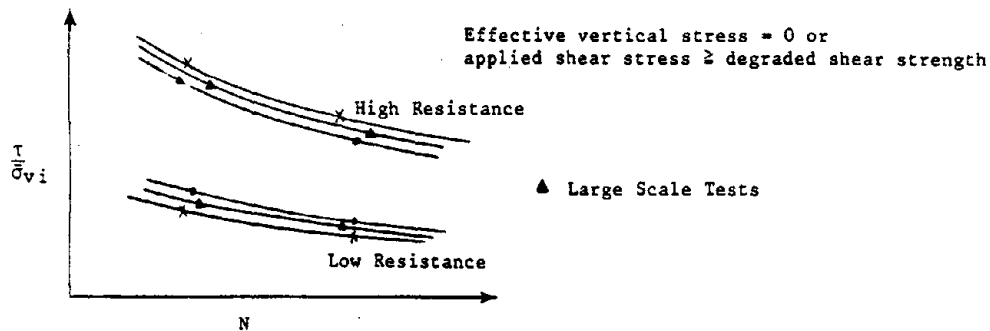 Effective vertical stress = 0 or
applied shear stress ≥ degraded shear strength
High Resistance
τ
σ̄vi
▲ Large Scale Tests
Low Resistance
N